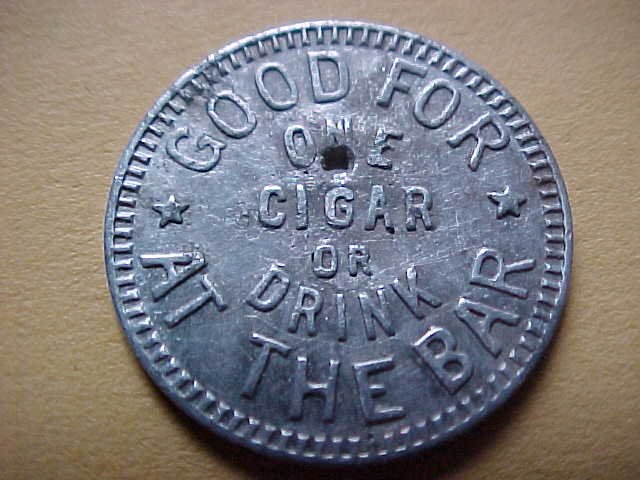 GOOD FOR
ONE
CIGAR
OR
DRINK
AT THE BAR